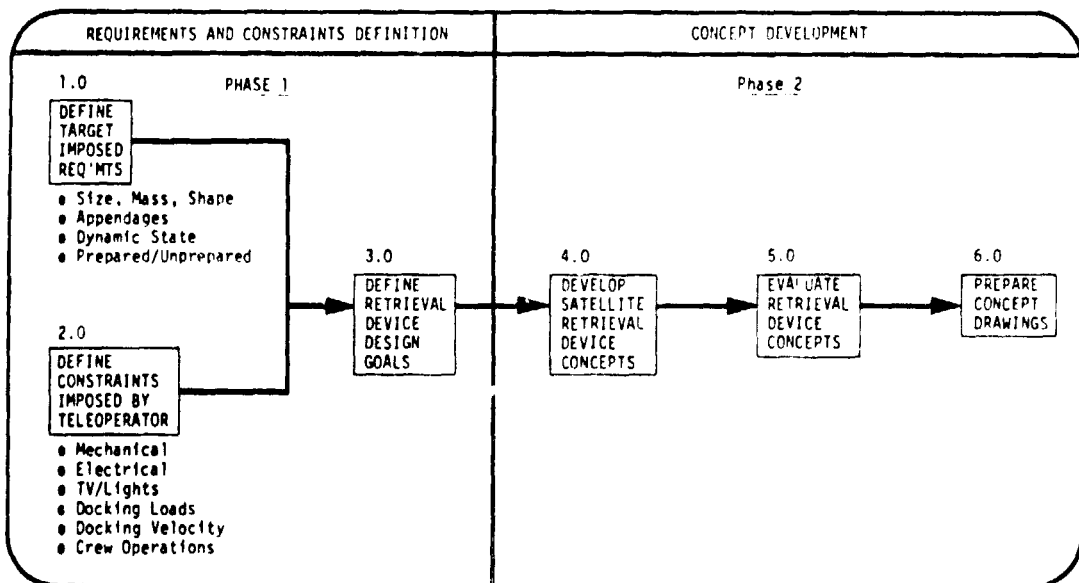 REQUIREMENTS AND CONSTRAINTS DEFINITION
CONCEPT DEVELOPMENT
PHASE 1
Phase 2
1.0
DEFINE
TARGET
IMPOSED
REQ'MTS
• Size, Mass, Shape
• Appendages
• Dynamic State
• Prepared/Unprepared
2.0
DEFINE
CONSTRAINTS
IMPOSED BY
TELEOPERATOR
• Mechanical
• Electrical
• TV/Lights
• Docking Loads
• Docking Velocity
• Crew Operations
3.0
DEFINE
RETRIEVAL
DEVICE
DESIGN
GOALS
4.0
DEVELOP
SATELLITE
RETRIEVAL
DEVICE
CONCEPTS
5.0
EVALUATE
RETRIEVAL
DEVICE
CONCEPTS
6.0
PREPARE
CONCEPT
DRAWINGS